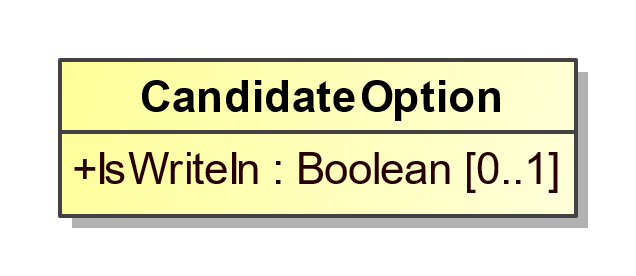 CandidateOption
+IsWriteIn : Boolean [0..1]